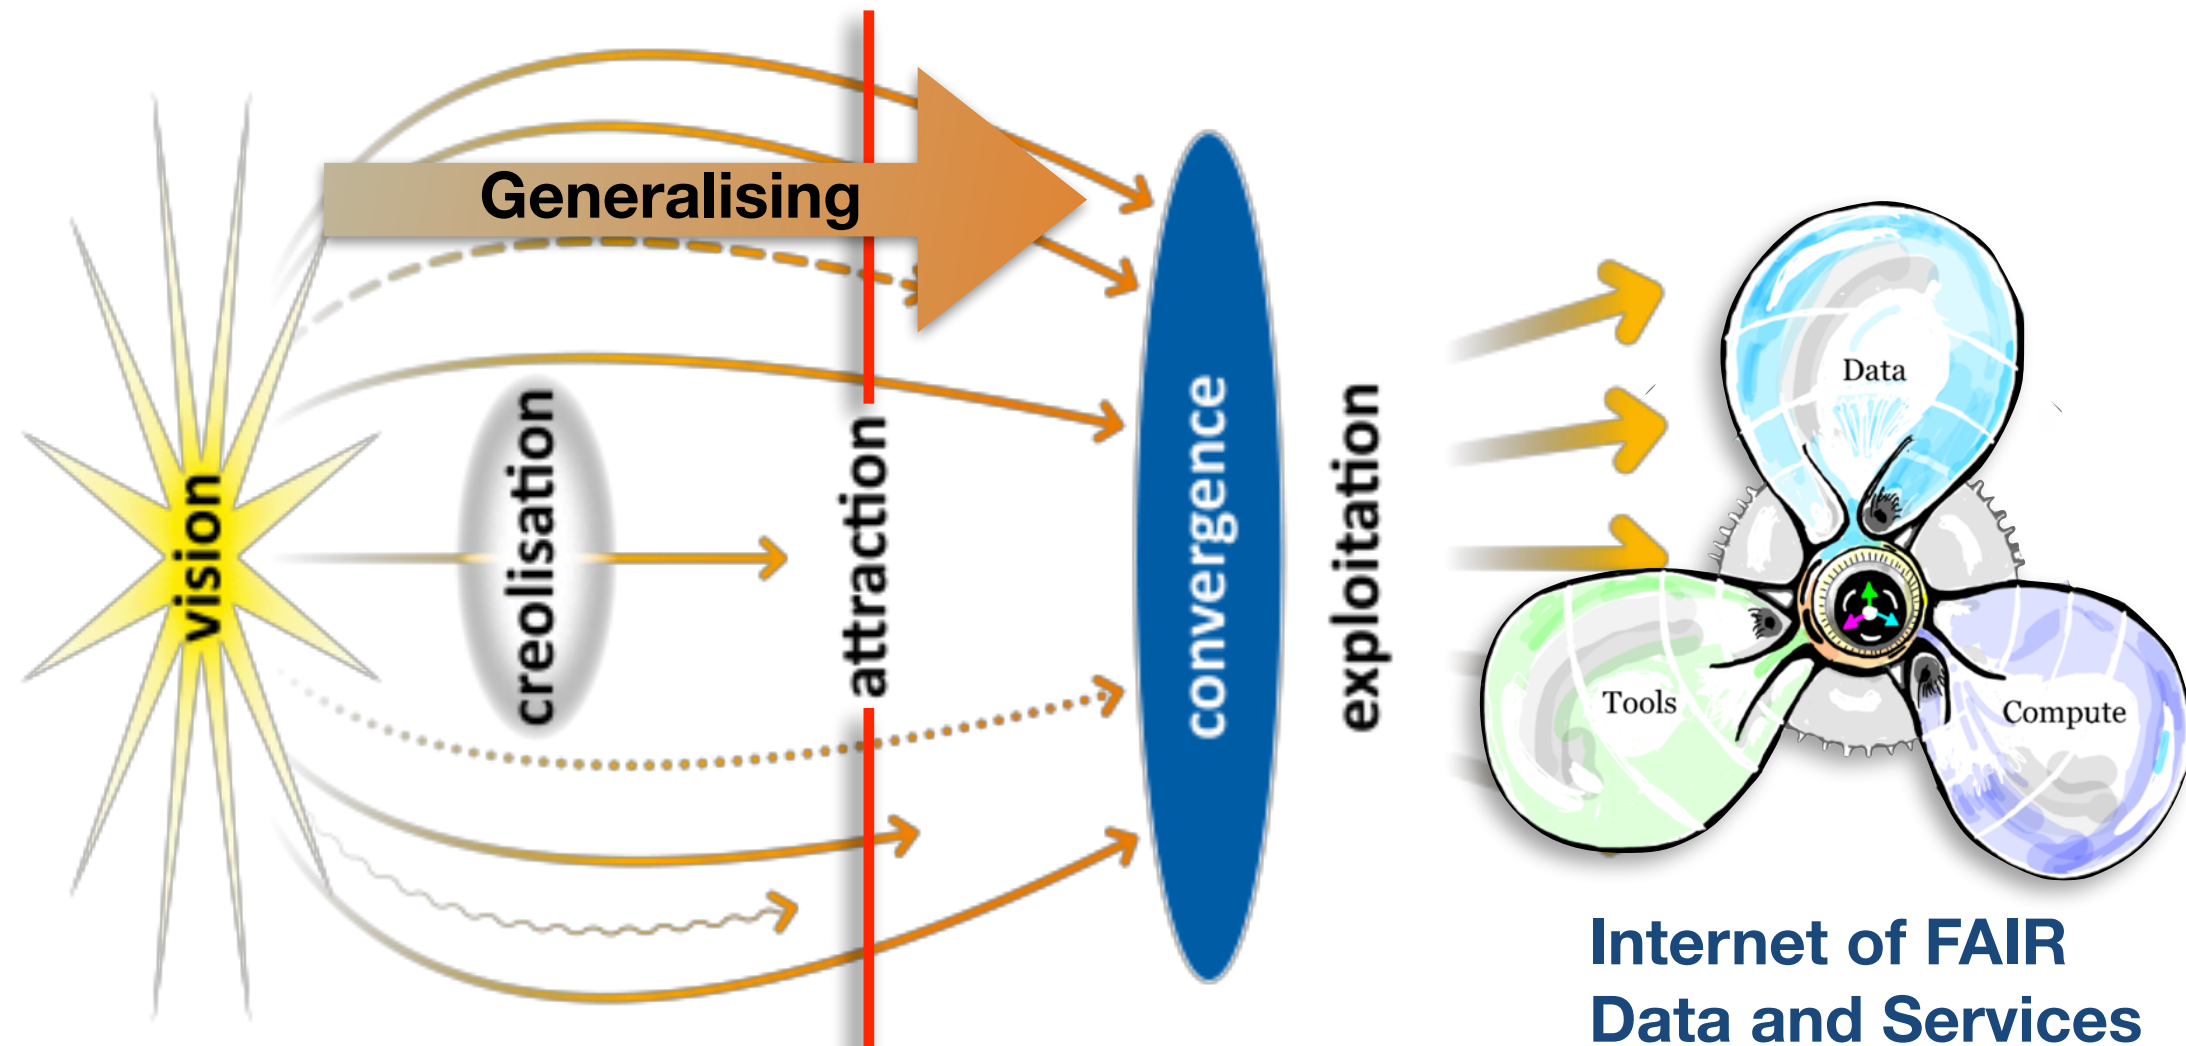 Generalising
vision
creolisation
attraction
convergence
exploitation
Data
Tools
Compute
Internet of FAIR
Data and Services